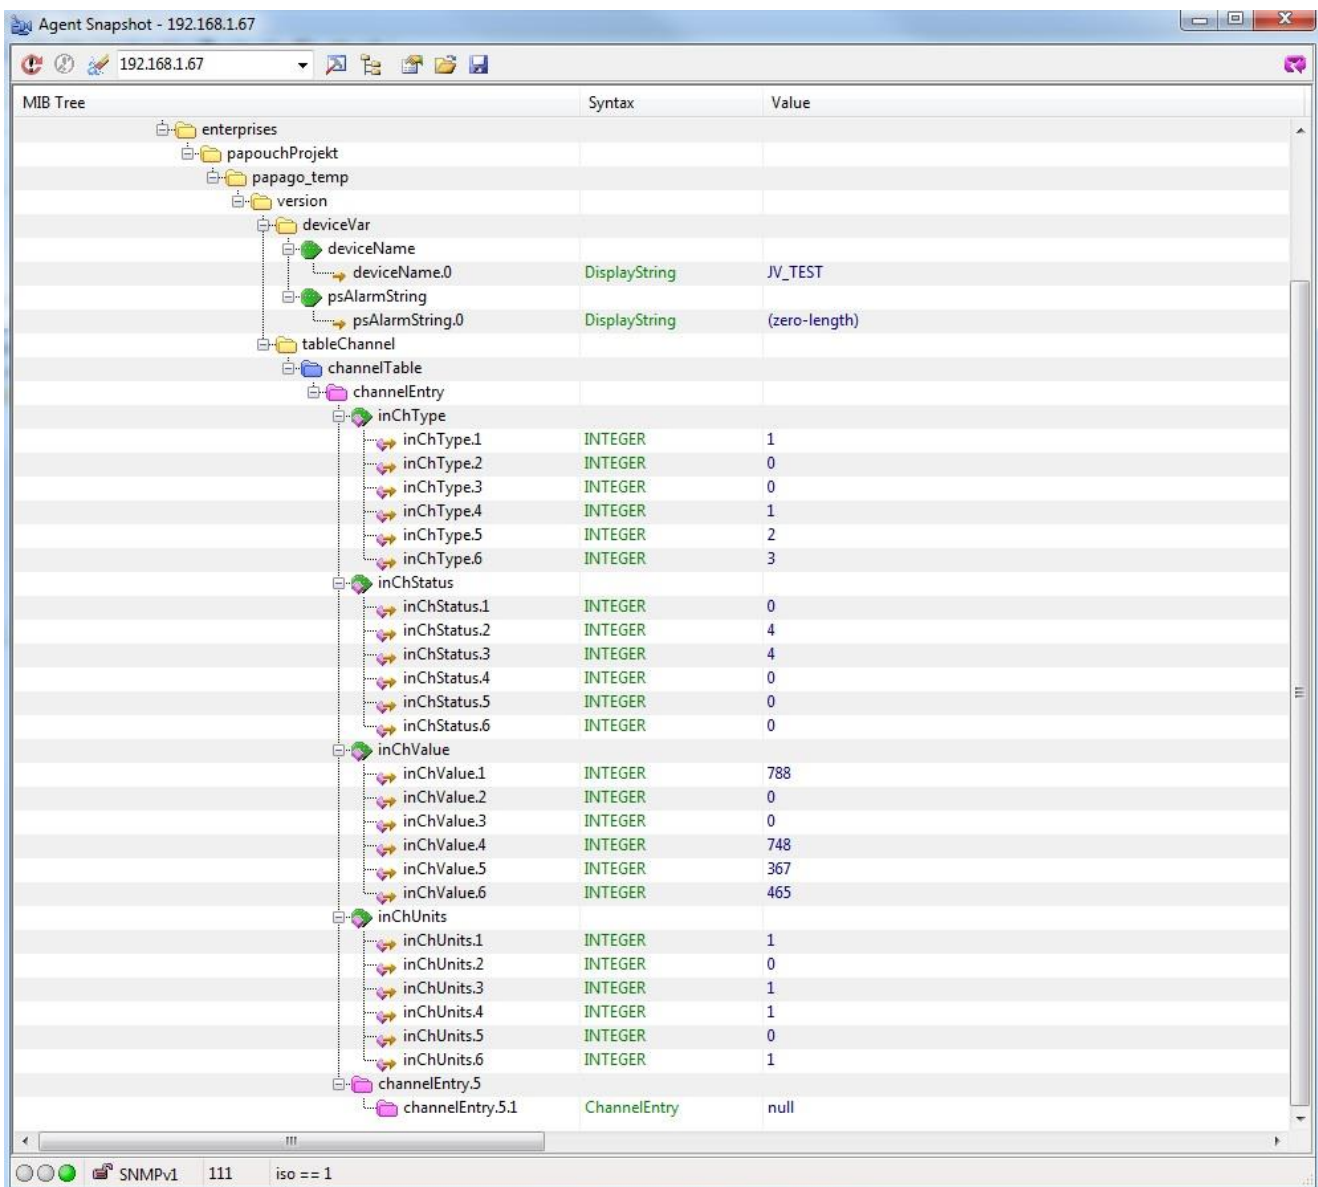 Agent Snapshot - 192.168.1.67
192.168.1.67
MIB Tree Syntax Value
enterprises
papouchProjekt
papago_temp
version
deviceVar
deviceName
deviceName.0 DisplayString JV_TEST
psAlarmString
psAlarmString.0 DisplayString (zero-length)
tableChannel
channelTable
channelEntry
inChType
inChType.1 INTEGER 1
inChType.2 INTEGER 0
inChType.3 INTEGER 0
inChType.4 INTEGER 1
inChType.5 INTEGER 2
inChType.6 INTEGER 3
inChStatus
inChStatus.1 INTEGER 0
inChStatus.2 INTEGER 4
inChStatus.3 INTEGER 4
inChStatus.4 INTEGER 0
inChStatus.5 INTEGER 0
inChStatus.6 INTEGER 0
inChValue
inChValue.1 INTEGER 788
inChValue.2 INTEGER 0
inChValue.3 INTEGER 0
inChValue.4 INTEGER 748
inChValue.5 INTEGER 367
inChValue.6 INTEGER 465
inChUnits
inChUnits.1 INTEGER 1
inChUnits.2 INTEGER 0
inChUnits.3 INTEGER 1
inChUnits.4 INTEGER 1
inChUnits.5 INTEGER 0
inChUnits.6 INTEGER 1
channelEntry.5
channelEntry.5.1 ChannelEntry null
SNMPv1 111 iso == 1